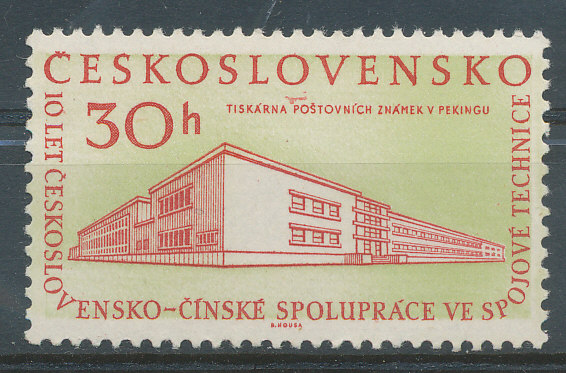 ČESKOSLOVENSKO
30h
TISKÁRNA POŠTOVNÍCH ZNÁMEK V PEKINGU
10 LET ČESKOSLOVENSKO-ČÍNSKÉ SPOLUPRÁCE VE SPOJOVÉ TECHNICE
B. HOUSA